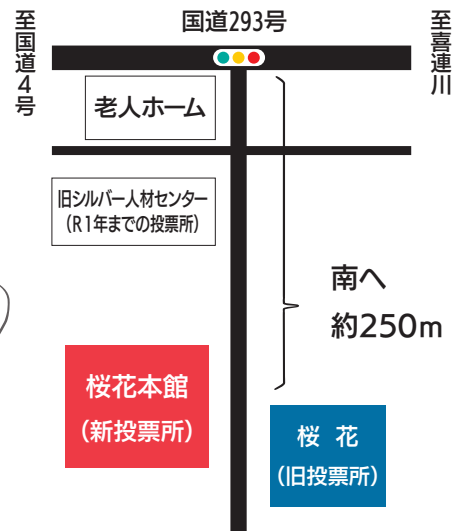 国道293号
至国道4号
至喜連川
老人ホーム
旧シルバー人材センター
（R1年までの投票所）
南へ
約250m
桜花本館
（新投票所）
桜 花
（旧投票所）